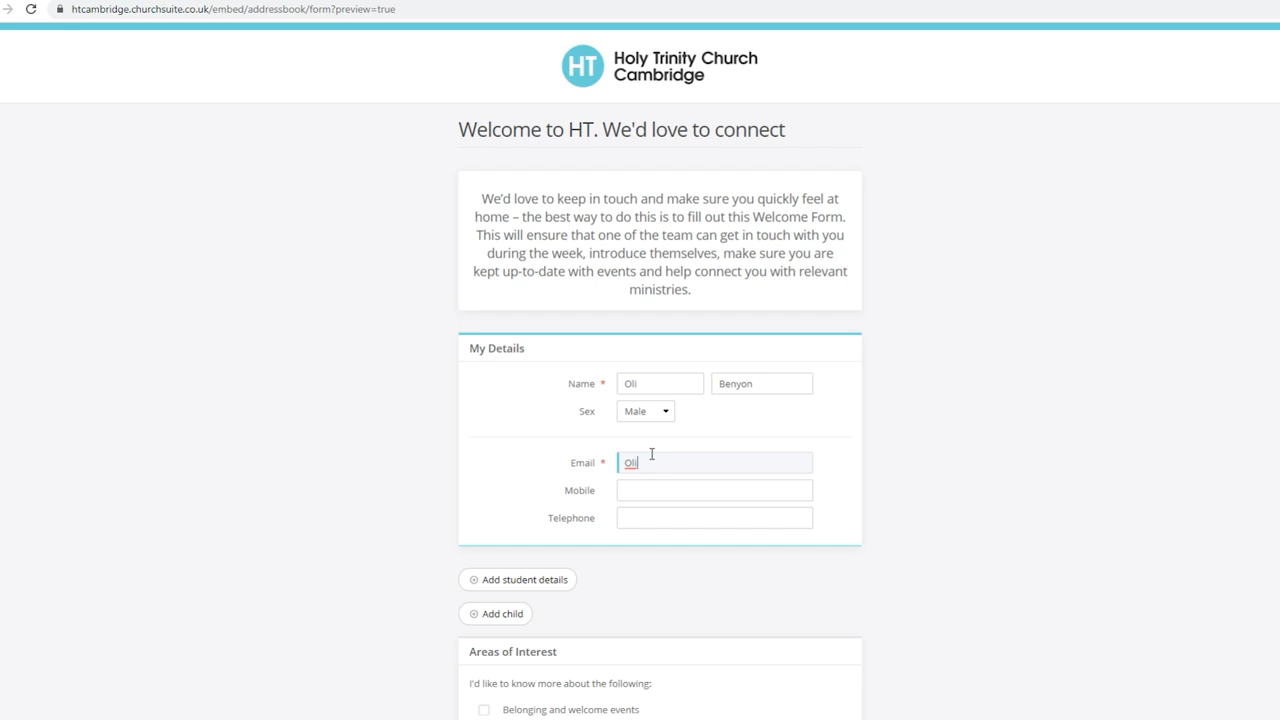 htcambridge.churchsuite.co.uk/embed/addressbook/form?preview=true
HT
Holy Trinity Church
Cambridge
Welcome to HT. We'd love to connect
We'd love to keep in touch and make sure you quickly feel at
home – the best way to do this is to fill out this Welcome Form.
This will ensure that one of the team can get in touch with you
during the week, introduce themselves, make sure you are
kept up-to-date with events and help connect you with relevant
ministries.
My Details
Name * Oli Benyon
Sex Male
Email * Oli
Mobile
Telephone
Add student details
Add child
Areas of Interest
I'd like to know more about the following:
Belonging and welcome events